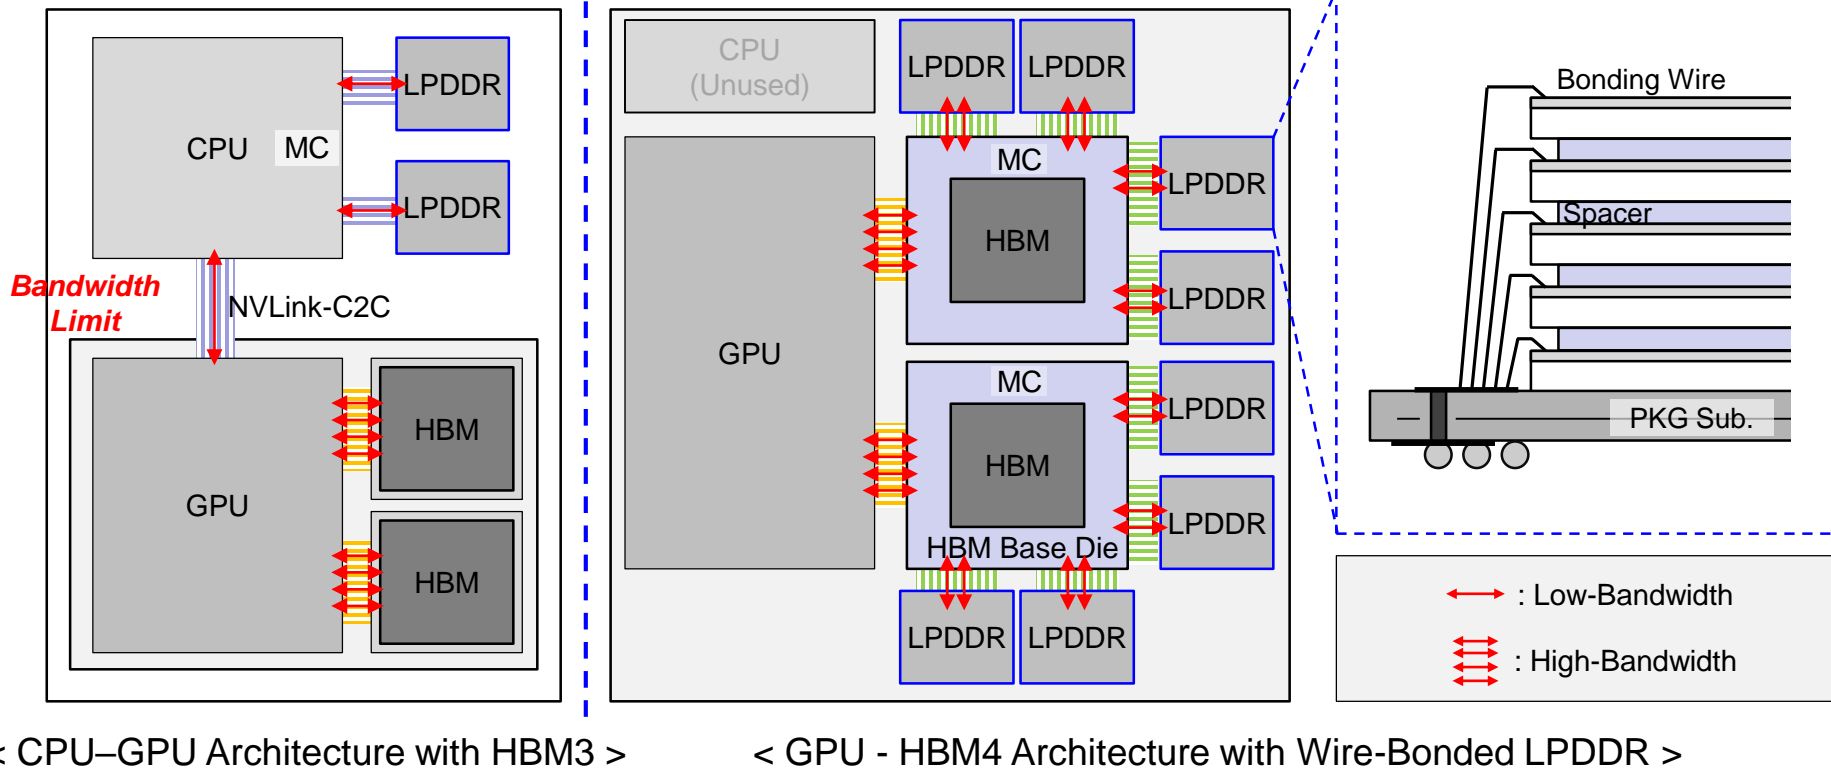 CPU
MC
LPDDR
LPDDR
Bandwidth
Limit
NVLink-C2C
GPU
HBM
HBM
< CPU–GPU Architecture with HBM3 >
CPU
(Unused)
LPDDR
LPDDR
MC
HBM
LPDDR
LPDDR
GPU
MC
HBM
HBM Base Die
LPDDR
LPDDR
LPDDR
LPDDR
< GPU - HBM4 Architecture with Wire-Bonded LPDDR >
Bonding Wire
Spacer
PKG Sub.
: Low-Bandwidth
: High-Bandwidth